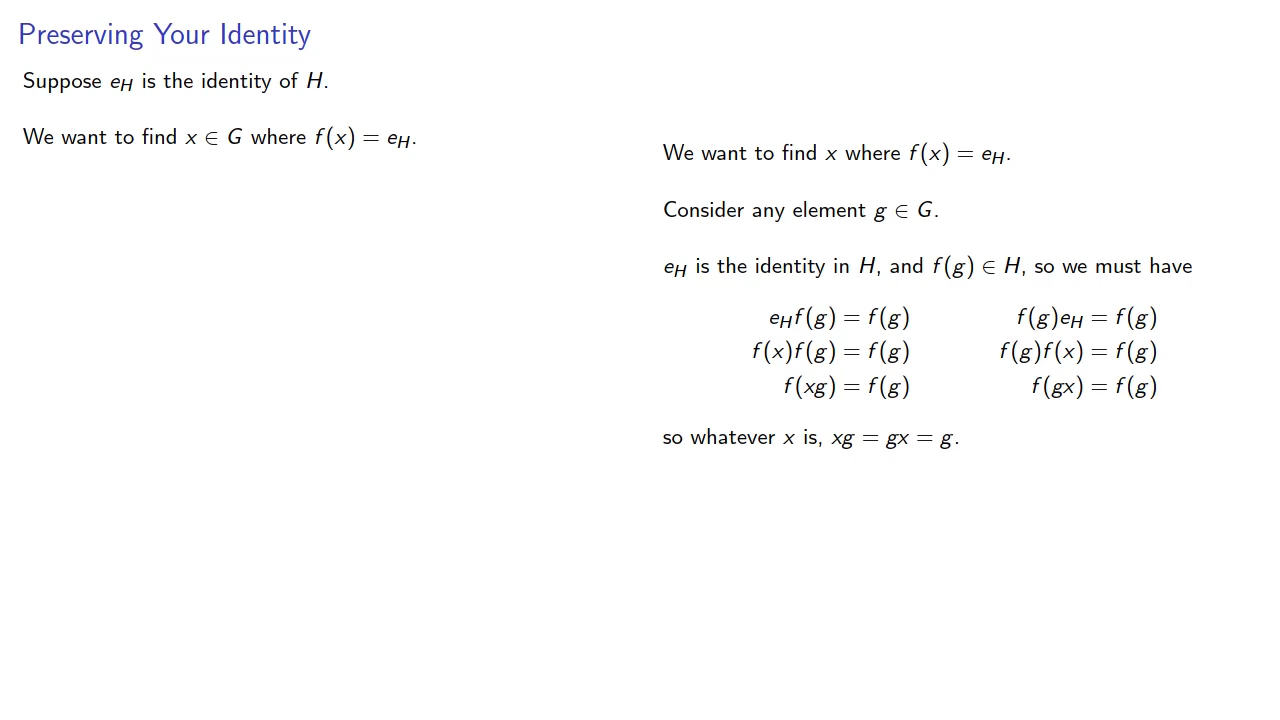 Preserving Your Identity
Suppose e_H is the identity of H.
We want to find x ∈ G where f(x) = e_H.
We want to find x where f(x) = e_H.
Consider any element g ∈ G.
e_H is the identity in H, and f(g) ∈ H, so we must have
e_H f(g) = f(g) f(g)e_H = f(g)
f(x)f(g) = f(g) f(g)f(x) = f(g)
f(xg) = f(g) f(gx) = f(g)
so whatever x is, xg = gx = g.